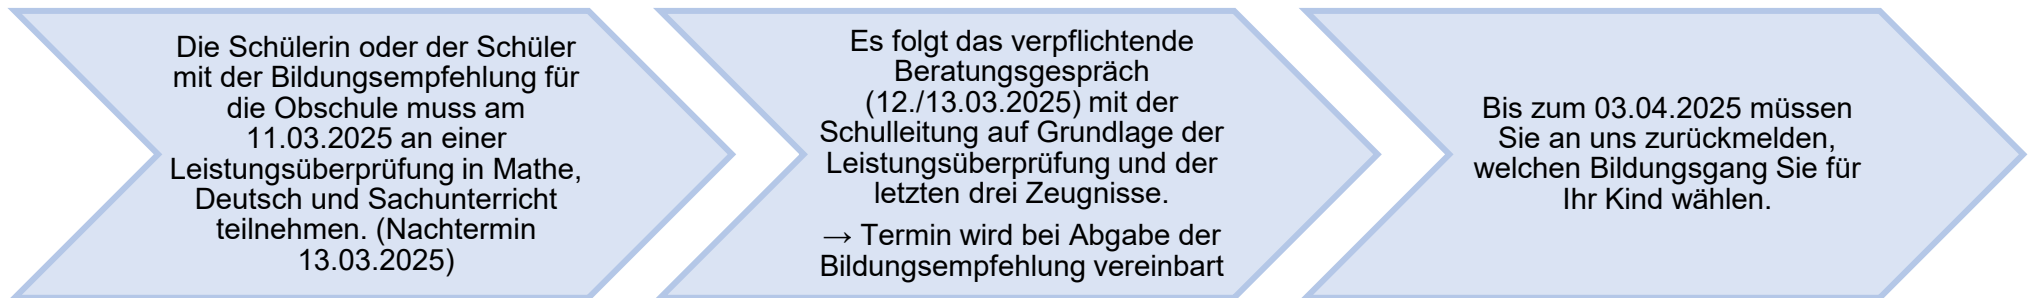 Die Schülerin oder der Schüler
mit der Bildungsempfehlung für
die Obschule muss am
11.03.2025 an einer
Leistungsüberprüfung in Mathe,
Deutsch und Sachunterricht
teilnehmen. (Nachtermin
13.03.2025)
Es folgt das verpflichtende
Beratungsgespräch
(12./13.03.2025) mit der
Schulleitung auf Grundlage der
Leistungsüberprüfung und der
letzten drei Zeugnisse.
→ Termin wird bei Abgabe der
Bildungsempfehlung vereinbart
Bis zum 03.04.2025 müssen
Sie an uns zurückmelden,
welchen Bildungsgang Sie für
Ihr Kind wählen.